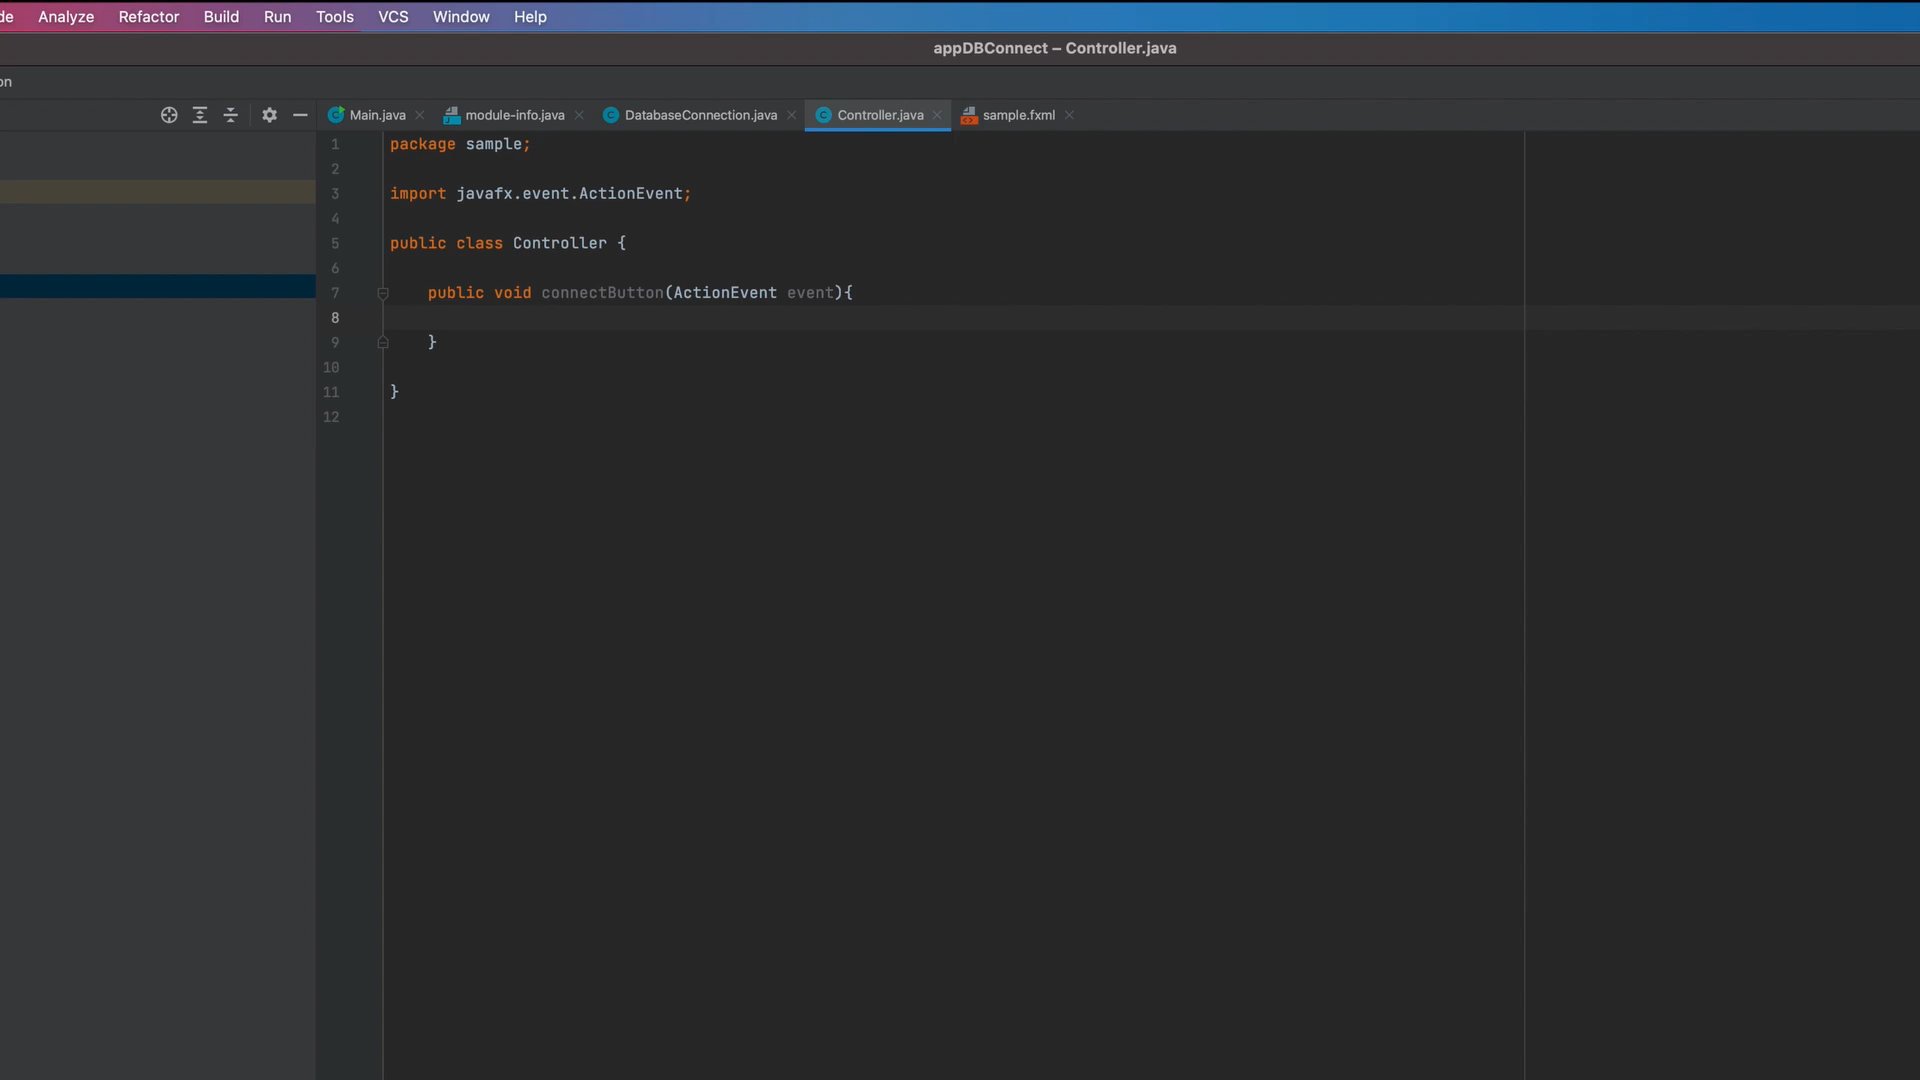 de Analyze Refactor Build Run Tools VCS Window Help
appDBConnect – Controller.java
on
Main.java module-info.java DatabaseConnection.java Controller.java sample.fxml
1 package sample;
2
3 import javafx.event.ActionEvent;
4
5 public class Controller {
6
7 public void connectButton(ActionEvent event){
8
9 }
10
11 }
12